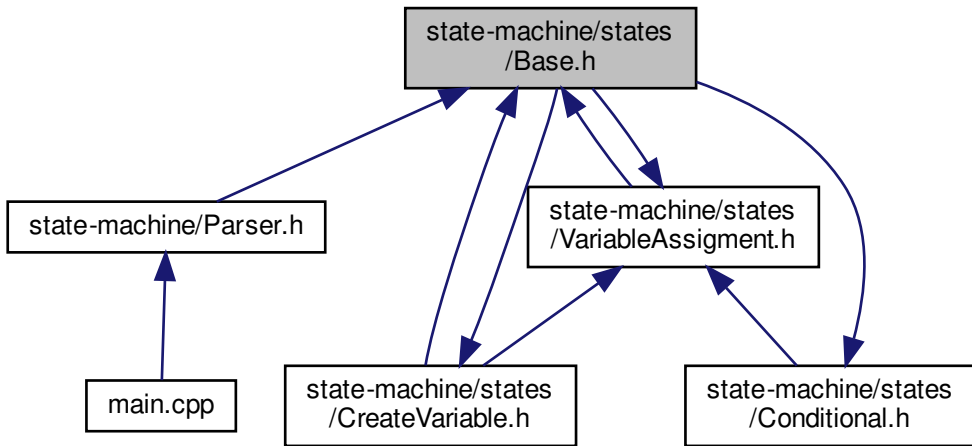 state-machine/states
/Base.h
state-machine/Parser.h
state-machine/states
/VariableAssigment.h
main.cpp
state-machine/states
/CreateVariable.h
state-machine/states
/Conditional.h